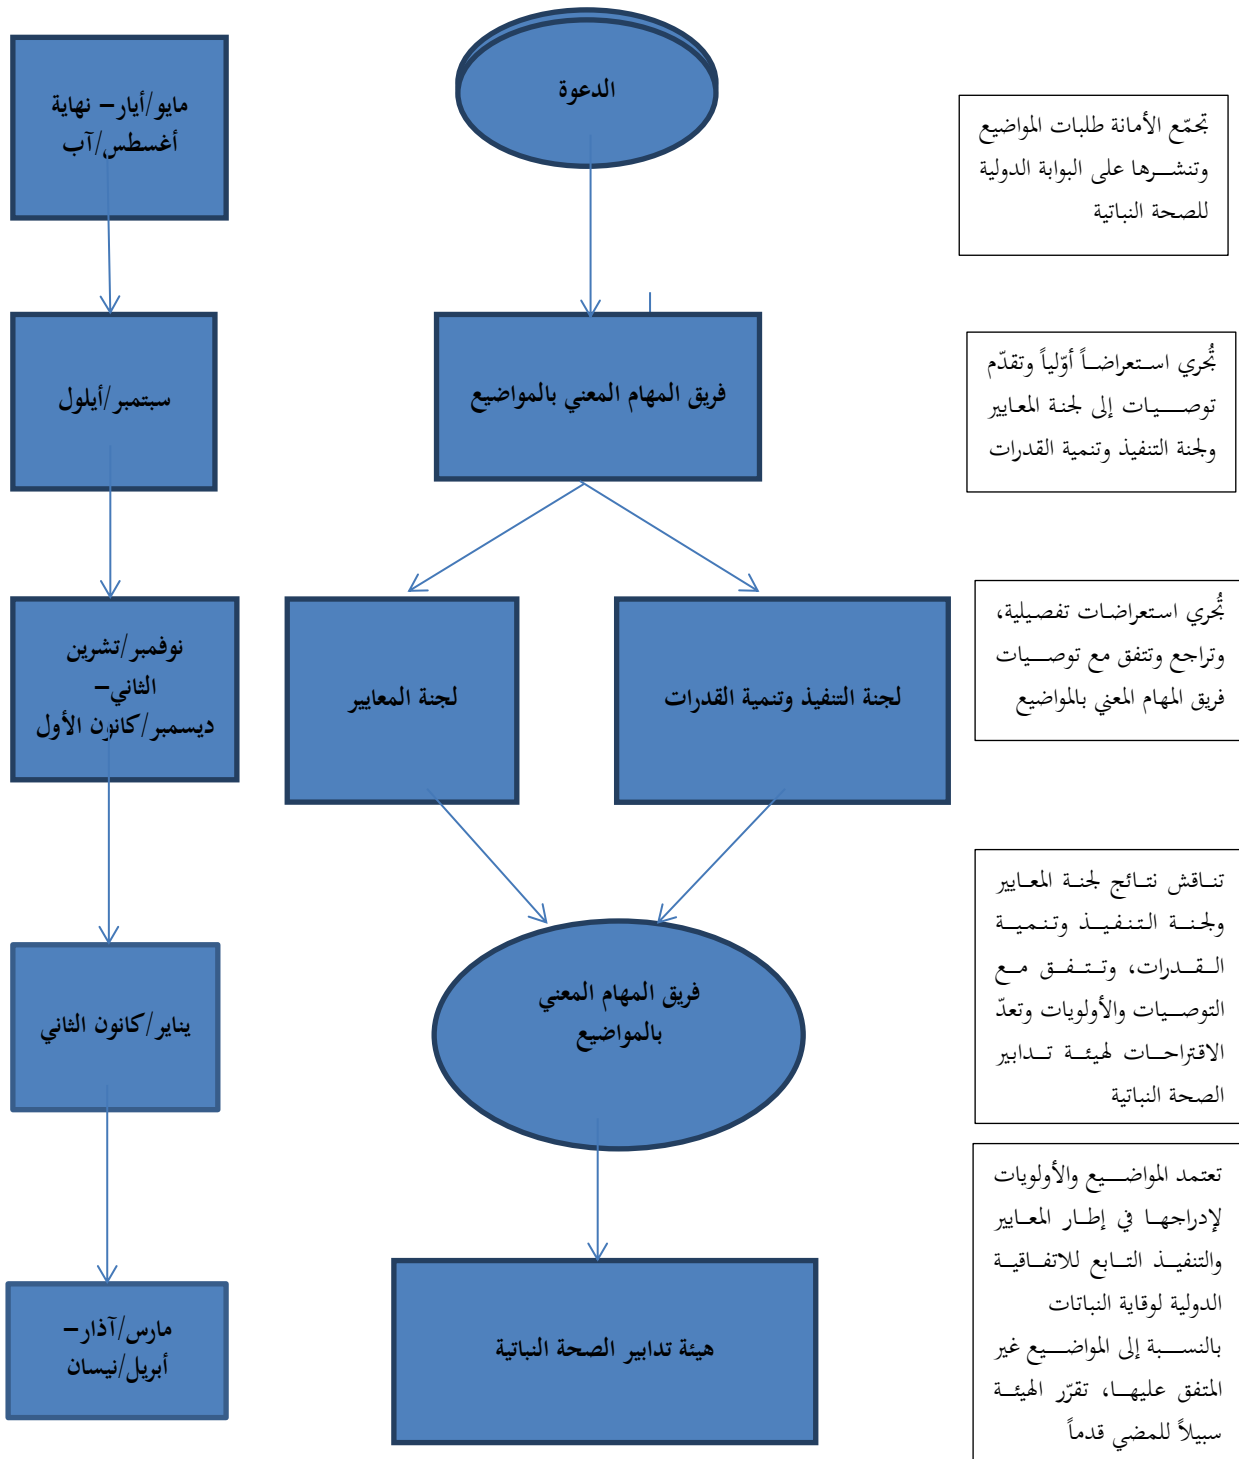 الدعوة
مايو/أيار– نهاية
أغسطس/آب
تجمّع الأمانة طلبات المواضيع
وتنشرها على البوابة الدولية
للصحة النباتية
فريق المهام المعني بالمواضيع
سبتمبر/أيلول
تُجري استعراضاً أوّلياً وتقدّم
توصيات إلى لجنة المعايير
ولجنة التنفيذ وتنمية القدرات
لجنة التنفيذ وتنمية القدرات
لجنة المعايير
نوفمبر/تشرين
الثاني–
ديسمبر/كانون الأول
تُجري استعراضات تفصيلية،
وتراجع وتتفق مع توصيات
فريق المهام المعني بالمواضيع
فريق المهام المعني
بالمواضيع
يناير/كانون الثاني
تناقش نتائج لجنة المعايير
ولجنة التنفيذ وتنمية
القدرات، وتتفق مع
التوصيات والأولويات وتعدّ
الاقتراحات لهيئة تدابير
الصحة النباتية
هيئة تدابير الصحة النباتية
مارس/آذار–
أبريل/نيسان
تعتمد المواضيع والأولويات
لإدراجها في إطار المعايير
والتنفيذ التابع للاتفاقية
الدولية لوقاية النباتات
بالنسبة إلى المواضيع غير
المتفق عليها، تقرّر الهيئة
سبيلاً للمضي قدماً